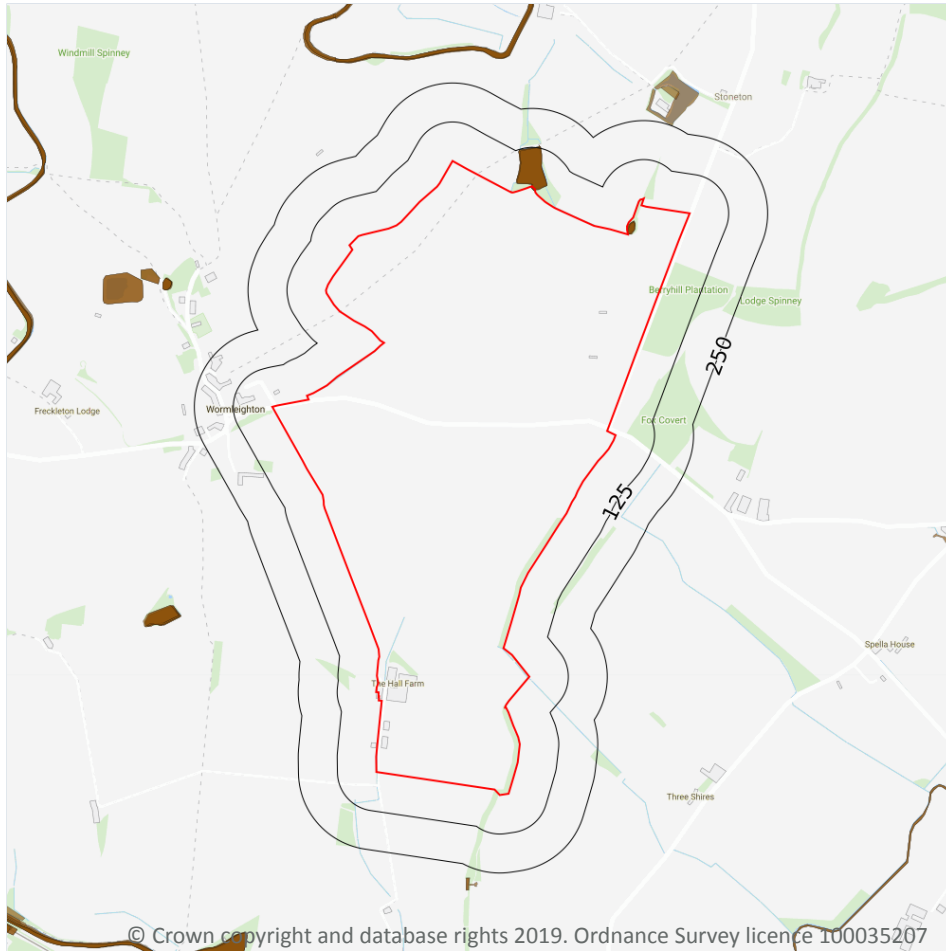 Windmill Spinney
Stoneton
Berryhill Plantation
Lodge Spinney
250
Freckleton Lodge
Wormleighton
Fox Covert
125
Spella House
The Hall Farm
Three Shires
© Crown copyright and database rights 2019. Ordnance Survey licence 100035207